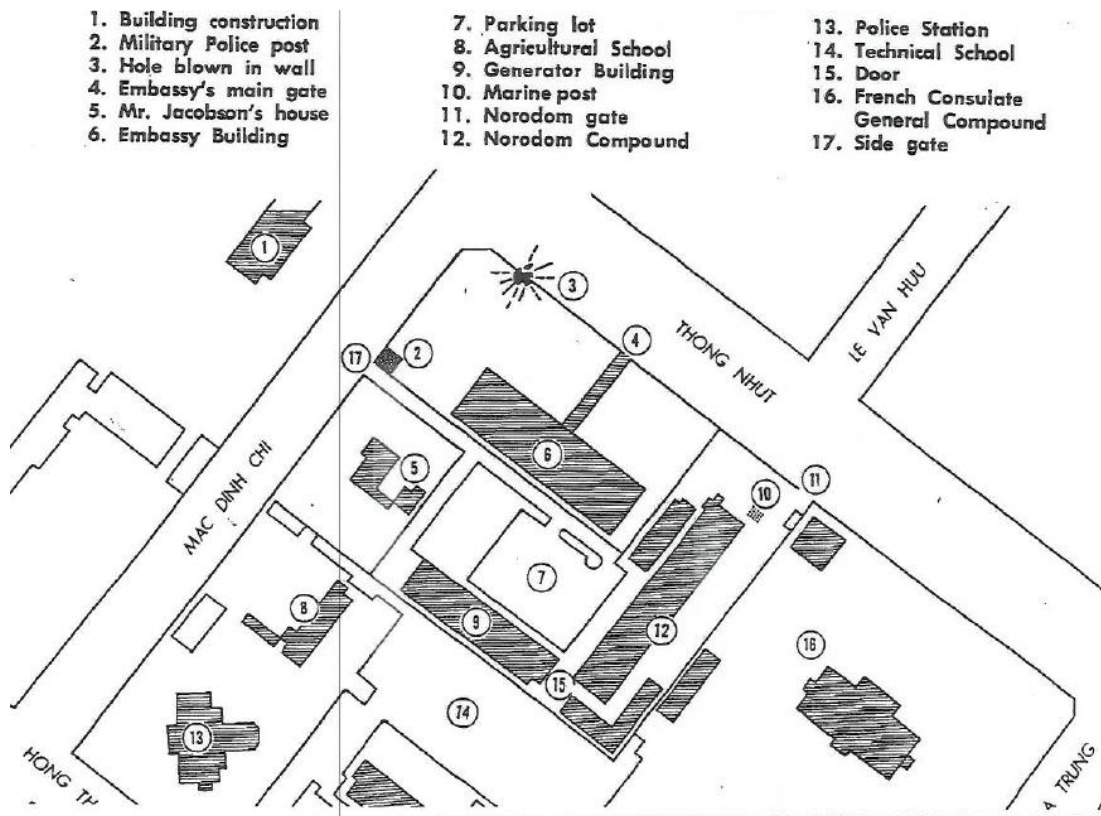 1. Building construction
2. Military Police post
3. Hole blown in wall
4. Embassy's main gate
5. Mr. Jacobson's house
6. Embassy Building
7. Parking lot
8. Agricultural School
9. Generator Building
10. Marine post
11. Norodom gate
12. Norodom Compound
13. Police Station
14. Technical School
15. Door
16. French Consulate
General Compound
17. Side gate
1
3
2
17
4
THONG NHUT
LE VAN HUU
MAC DINH CHI
5
6
10
11
7
8
9
12
15
16
14
13
HONG TH
A TRUNG